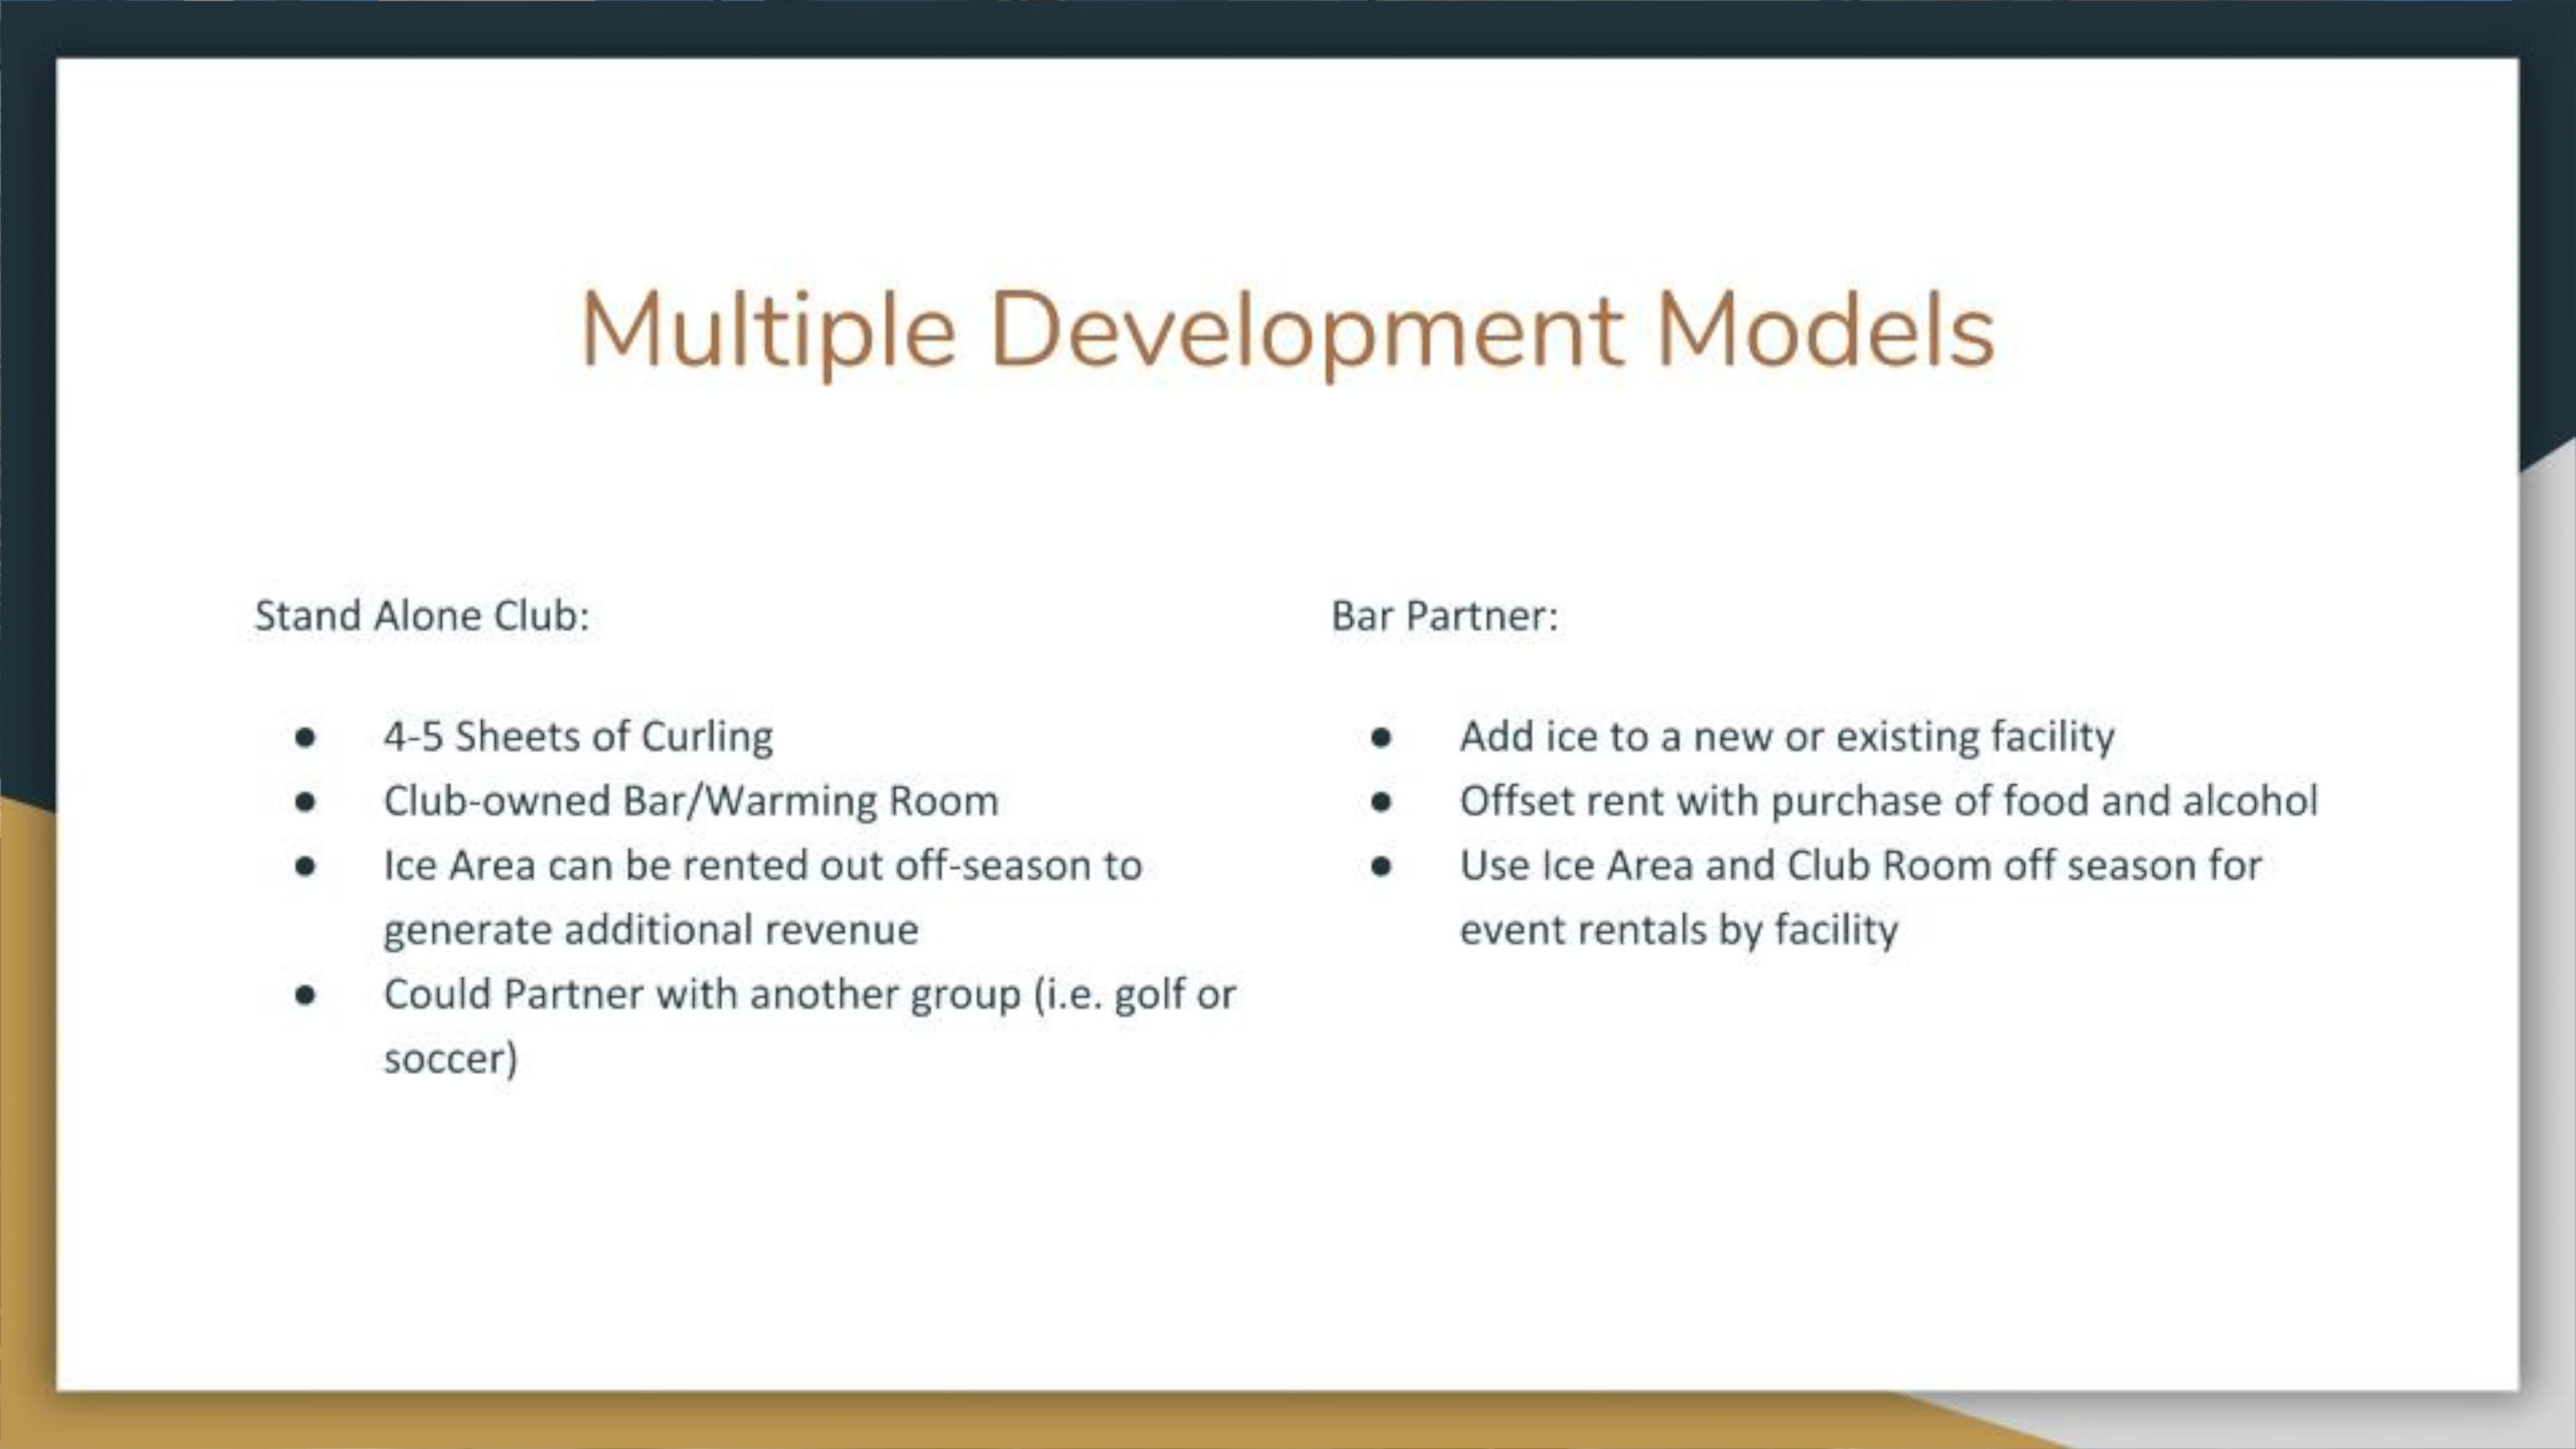 Multiple Development Models
Stand Alone Club:
● 4-5 Sheets of Curling
● Club-owned Bar/Warming Room
● Ice Area can be rented out off-season to
generate additional revenue
● Could Partner with another group (i.e. golf or
soccer)
Bar Partner:
● Add ice to a new or existing facility
● Offset rent with purchase of food and alcohol
● Use Ice Area and Club Room off season for
event rentals by facility